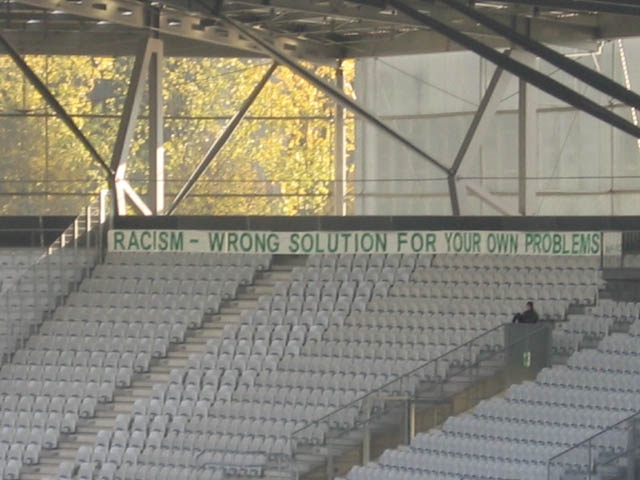 RACISM - WRONG SOLUTION FOR YOUR OWN PROBLEMS